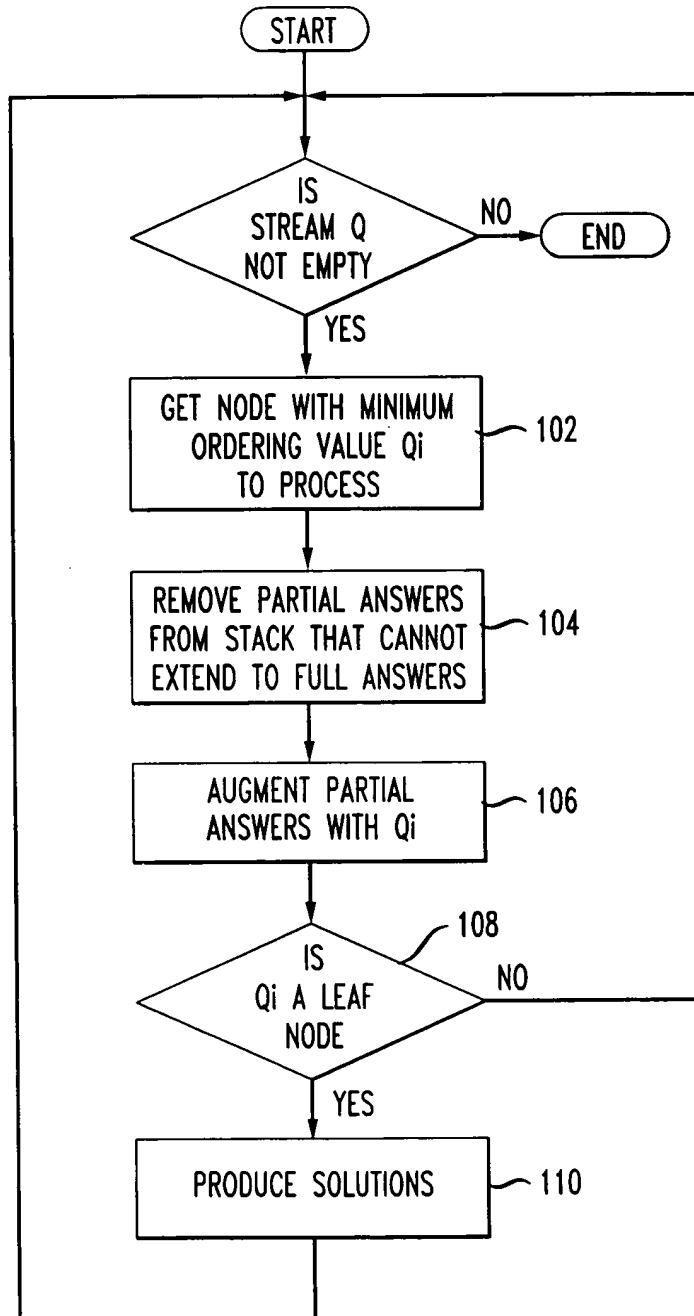 START
IS
STREAM Q
NOT EMPTY
NO
END
YES
GET NODE WITH MINIMUM
ORDERING VALUE Qi
TO PROCESS
102
REMOVE PARTIAL ANSWERS
FROM STACK THAT CANNOT
EXTEND TO FULL ANSWERS
104
AUGMENT PARTIAL
ANSWERS WITH Qi
106
108
IS
Qi A LEAF
NODE
NO
YES
PRODUCE SOLUTIONS
110